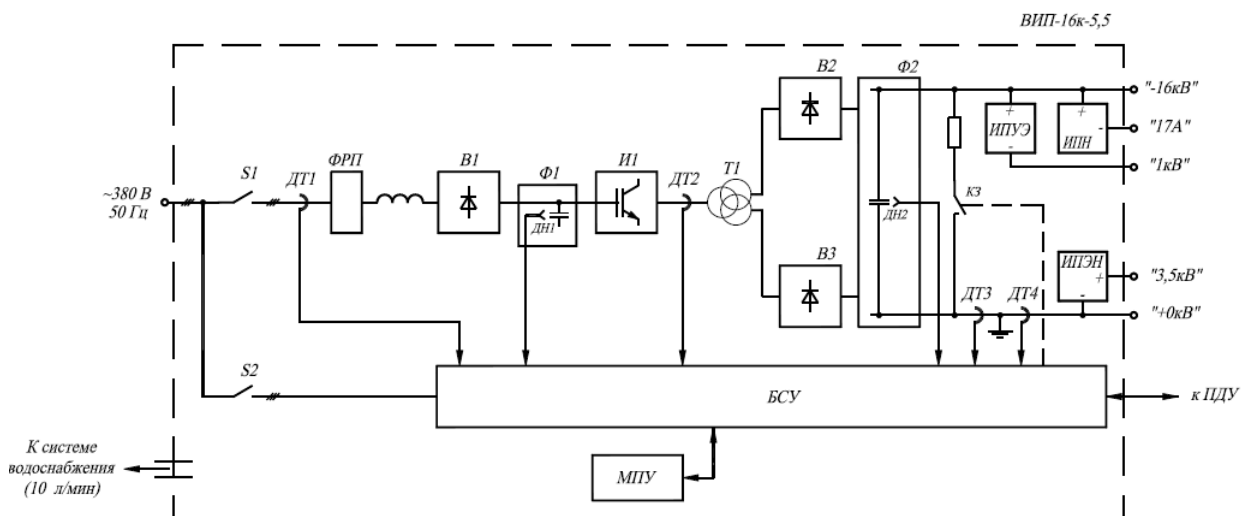 ВИП-16к-5,5
~380 В
50 Гц
S1
ДТ1
ФРП
В1
Ф1
ДН1
И1
ДТ2
Т1
В2
В3
Ф2
ДН2
КЗ
+
ИПУЭ
-
+
ИПН
-
"-16кВ"
"17А"
"1кВ"
ИПЭН
+
-
"3,5кВ"
"+0кВ"
ДТ3
ДТ4
S2
БСУ
к ПДУ
МПУ
К системе
водоснабжения
(10 л/мин)